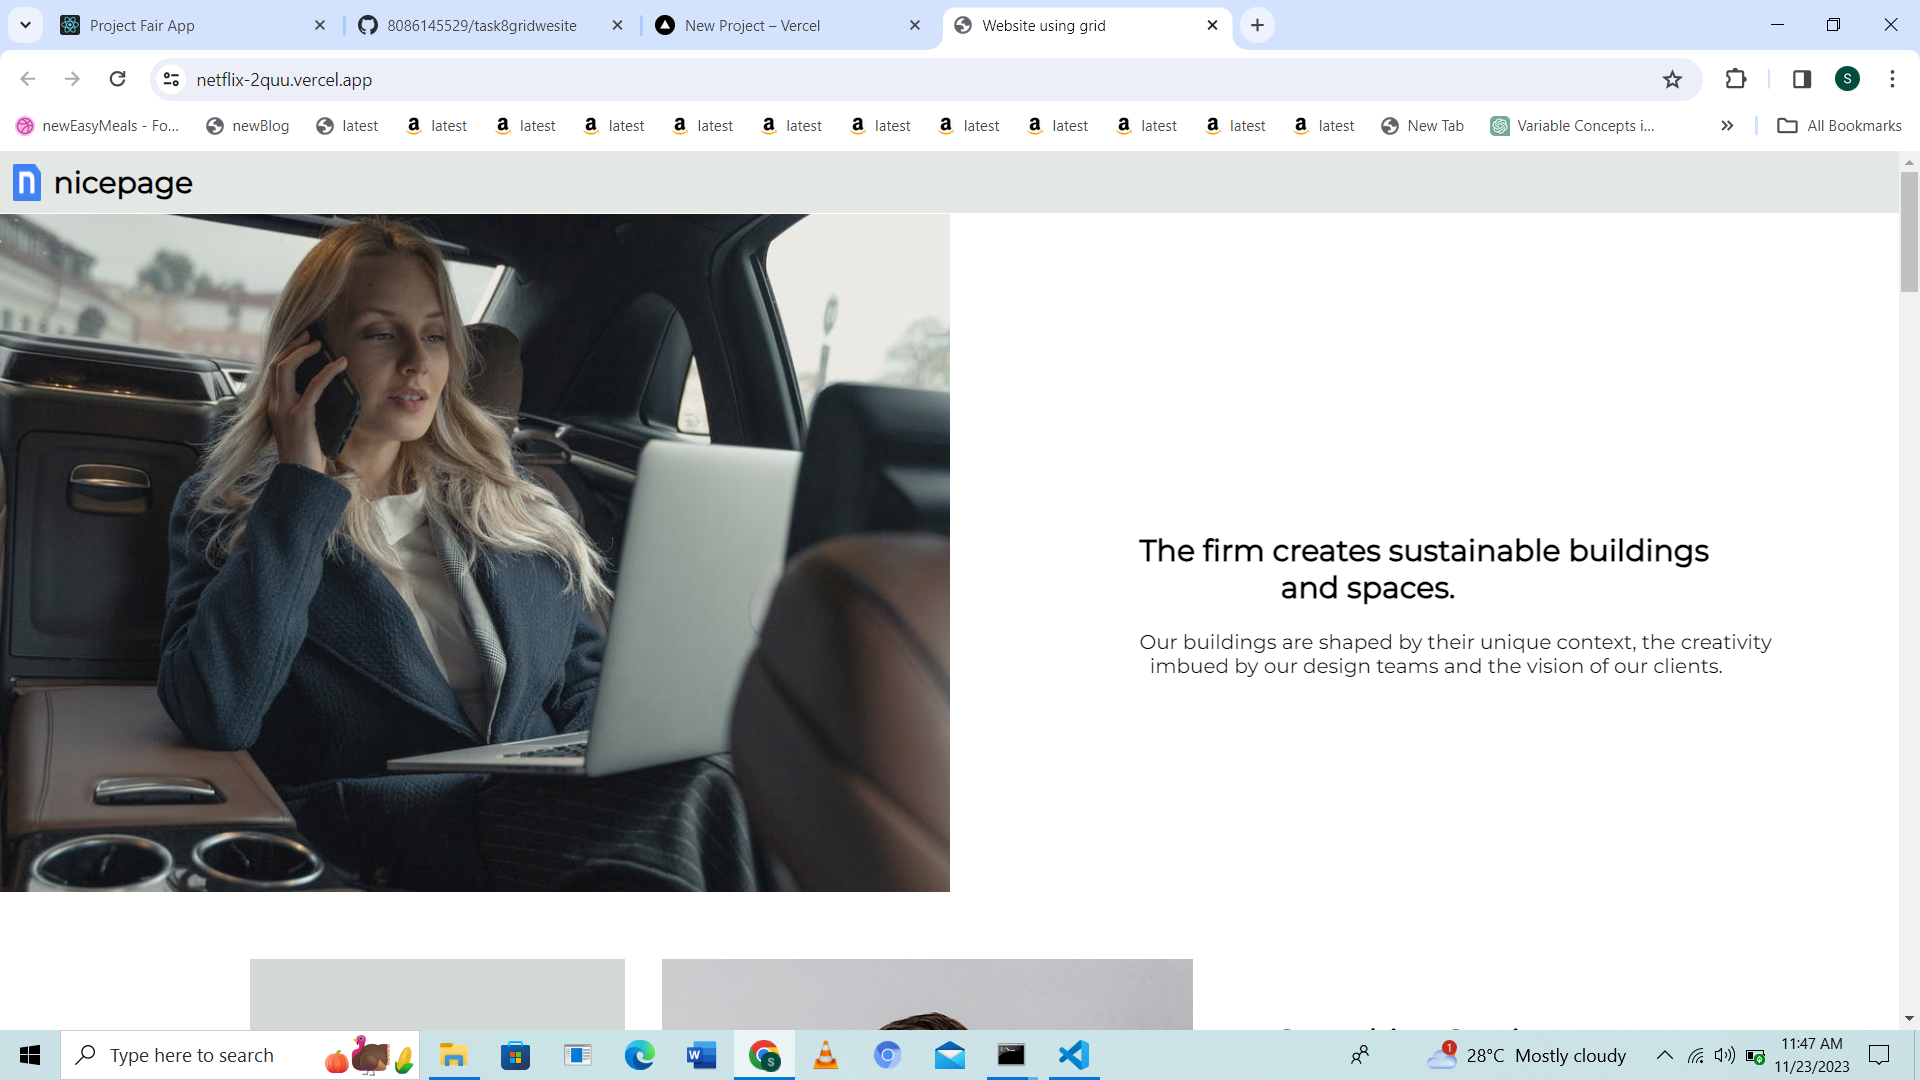 Project Fair App
8086145529/task8gridwesite
New Project – Vercel
Website using grid
netflix-2quu.vercel.app
S
newEasyMeals - Fo...
newBlog
latest
latest
latest
latest
latest
latest
latest
latest
latest
latest
latest
latest
New Tab
Variable Concepts i...
All Bookmarks
nicepage
The firm creates sustainable buildings
and spaces.
Our buildings are shaped by their unique context, the creativity
imbued by our design teams and the vision of our clients.
Type here to search
1
28°C Mostly cloudy
11:47 AM
11/23/2023